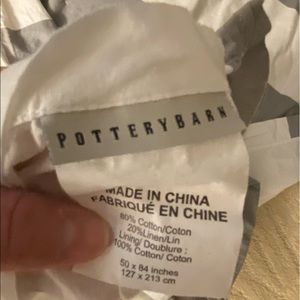 POTTERYBARN
MADE IN CHINA
FABRIQUÉ EN CHINE
80% Cotton/Coton
20%Linen/Lin
Lining/ Doublure :
100% Cotton/ Coton
50 x 84 inches
127 x 213 cm